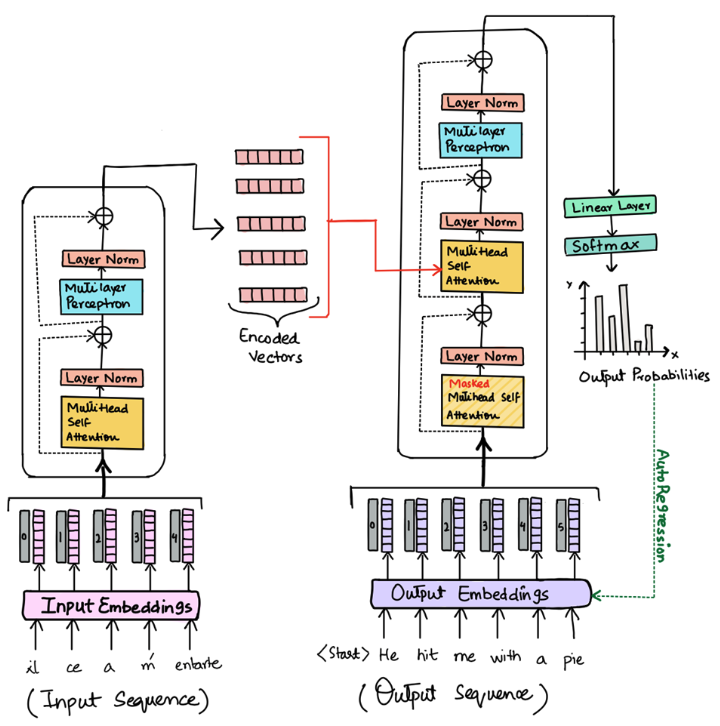 Layer Norm
Multilayer
Perceptron
Layer Norm
MultiHead
Self
Attention
Layer Norm
Masked
Multihead Self
Attention
Linear Layer
Softmax
Y
X
Output Probabilities
AutoRegression
Encoded
Vectors
Layer Norm
Multilayer
Perceptron
Layer Norm
MultiHead
Self
Attention
0 1 2 3 4
Input Embeddings
il ce a m' entarte
(Input Sequence)
0 1 2 3 4 5
Output Embeddings
<Start> He hit me with a pie
(Output Sequence)